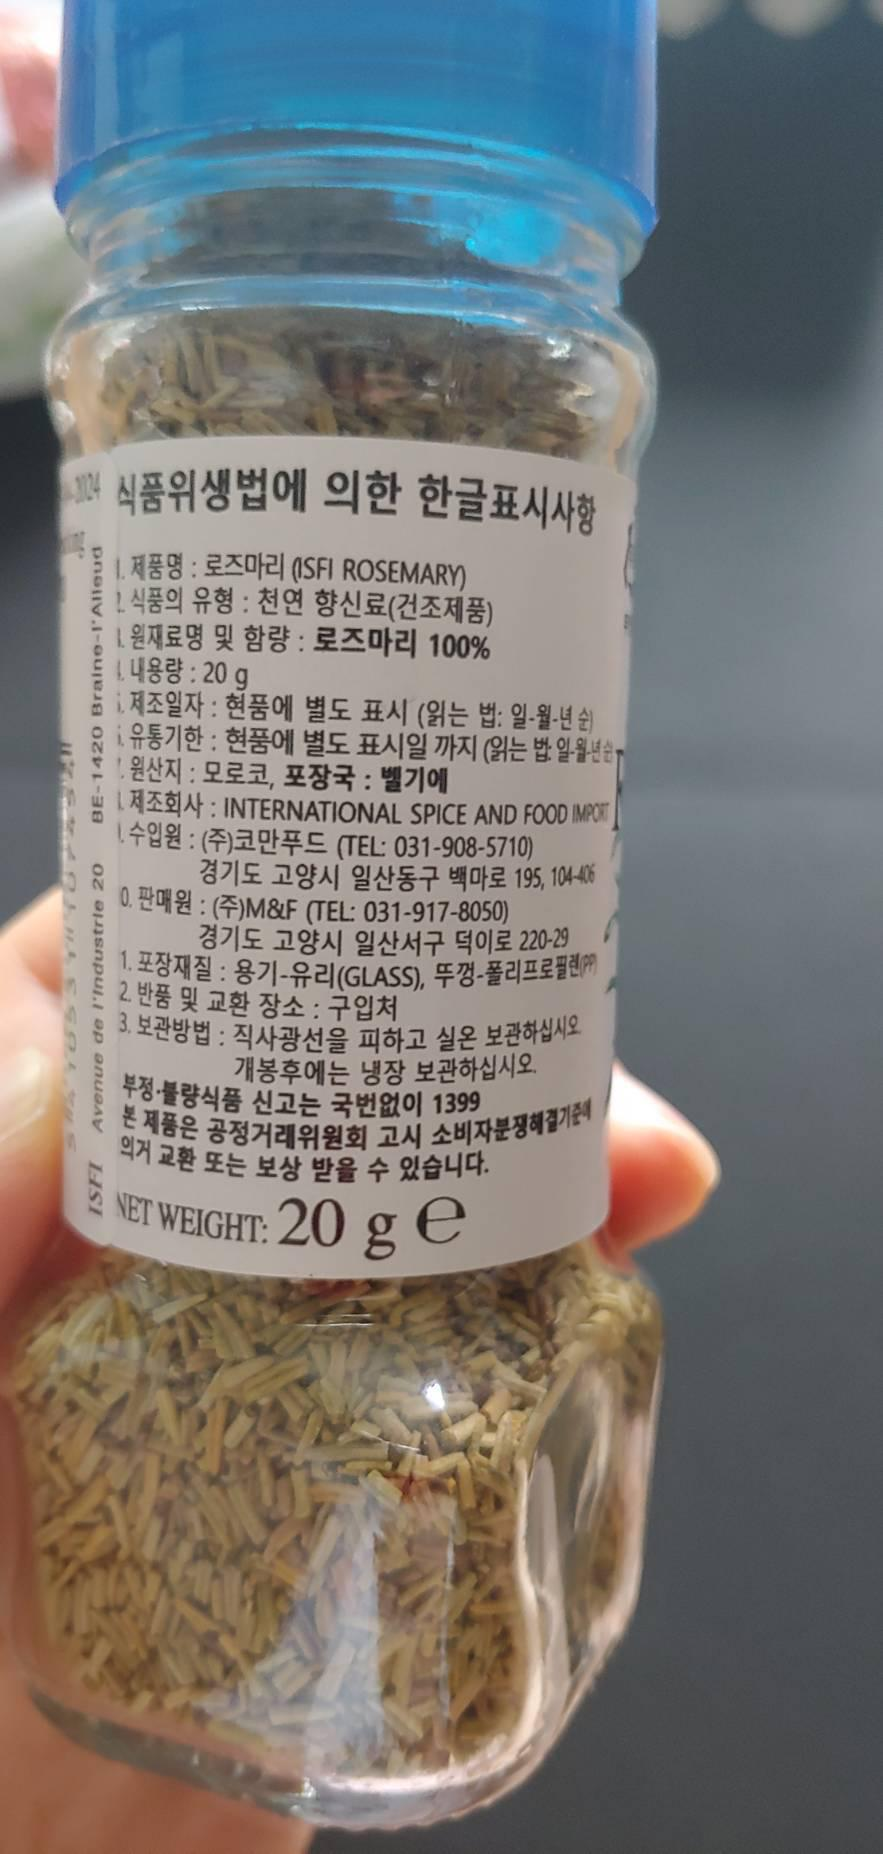 식품위생법에 의한 한글표시사항
1. 제품명 : 로즈마리 (ISFI ROSEMARY)
2. 식품의 유형 : 천연 향신료(건조제품)
3. 원재료명 및 함량 : 로즈마리 100%
4. 내용량 : 20 g
5. 제조일자 : 현품에 별도 표시 (읽는 법: 일-월-년 순)
6. 유통기한 : 현품에 별도 표시일 까지 (읽는 법: 일-월-년 순)
7. 원산지 : 모로코, 포장국 : 벨기에
8. 제조회사 : INTERNATIONAL SPICE AND FOOD IMPORT
9. 수입원 : (주)코만푸드 (TEL: 031-908-5710)
경기도 고양시 일산동구 백마로 195, 104-406
10. 판매원 : (주)M&F (TEL: 031-917-8050)
경기도 고양시 일산서구 덕이로 220-29
11. 포장재질 : 용기-유리(GLASS), 뚜껑-폴리프로필렌(PP)
12. 반품 및 교환 장소 : 구입처
13. 보관방법 : 직사광선을 피하고 실온 보관하십시오.
개봉후에는 냉장 보관하십시오.
부정·불량식품 신고는 국번없이 1399
본 제품은 공정거래위원회 고시 소비자분쟁해결기준에
의거 교환 또는 보상 받을 수 있습니다.
NET WEIGHT: 20 g e
ISFI Avenue de l'Industrie 20 BE-1420 Braine-l'Alleud
2024